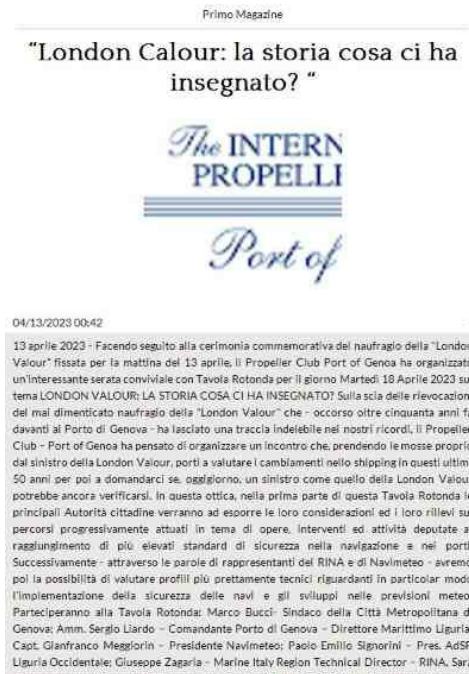 Primo Magazine
"London Calour: la storia cosa ci ha
insegnato? "
The INTERN
PROPELLI
Port of
04/13/2023 00:42
13 aprile 2023 - Facendo seguito alla cerimonia commemorativa del naufragio della "London
Valour" fissata per la mattina del 13 aprile, il Propeller Club Port of Genoa ha organizzato
un'interessante serata conviviale con Tavola Rotonda per il giorno Martedì 18 Aprile 2023 su
tema LONDON VALOUR: LA STORIA COSA CI HA INSEGNATO? Sulla scia delle rievocazion
del mai dimenticato naufragio della "London Valour" che - occorso oltre cinquanta anni fa
davanti al Porto di Genova - ha lasciato una traccia indelebile nei nostri ricordi, il Propeller
Club - Port of Genoa ha pensato di organizzare un incontro che, prendendo le mosse proprio
dal sinistro della London Valour, porti a valutare i cambiamenti nello shipping in questi ultim
50 anni per poi a domandarci se, oggigiorno, un sinistro come quello della London Valour
potrebbe ancora verificarsi. In questa ottica, nella prima parte di questa Tavola Rotonda le
principali Autorità cittadine verranno ad esporre le loro considerazioni ed i loro rilievi su
percorsi progressivamente attuati in tema di opere, interventi ed attività deputate a
raggiungimento di più elevati standard di sicurezza nella navigazione e nei porti
Successivamente - attraverso le parole di rappresentanti del RINA e di Navimeteo - avremo
poi la possibilità di valutare profili più prettamente tecnici riguardanti in particolar modo
l'implementazione della sicurezza delle navi e gli sviluppi nelle previsioni meteo
Parteciperanno alla Tavola Rotonda: Marco Bucci- Sindaco della Città Metropolitana d
Genova; Amm. Sergio Liardo - Comandante Porto di Genova - Direttore Marittimo Liguria
Capt. Gianfranco Meggiorin - Presidente Navimeteo; Paolo Emilio Signorini - Pres. AdSP
Liguria Occidentale; Giuseppe Zagaria - Marine Italy Region Technical Director - RINA. Sara